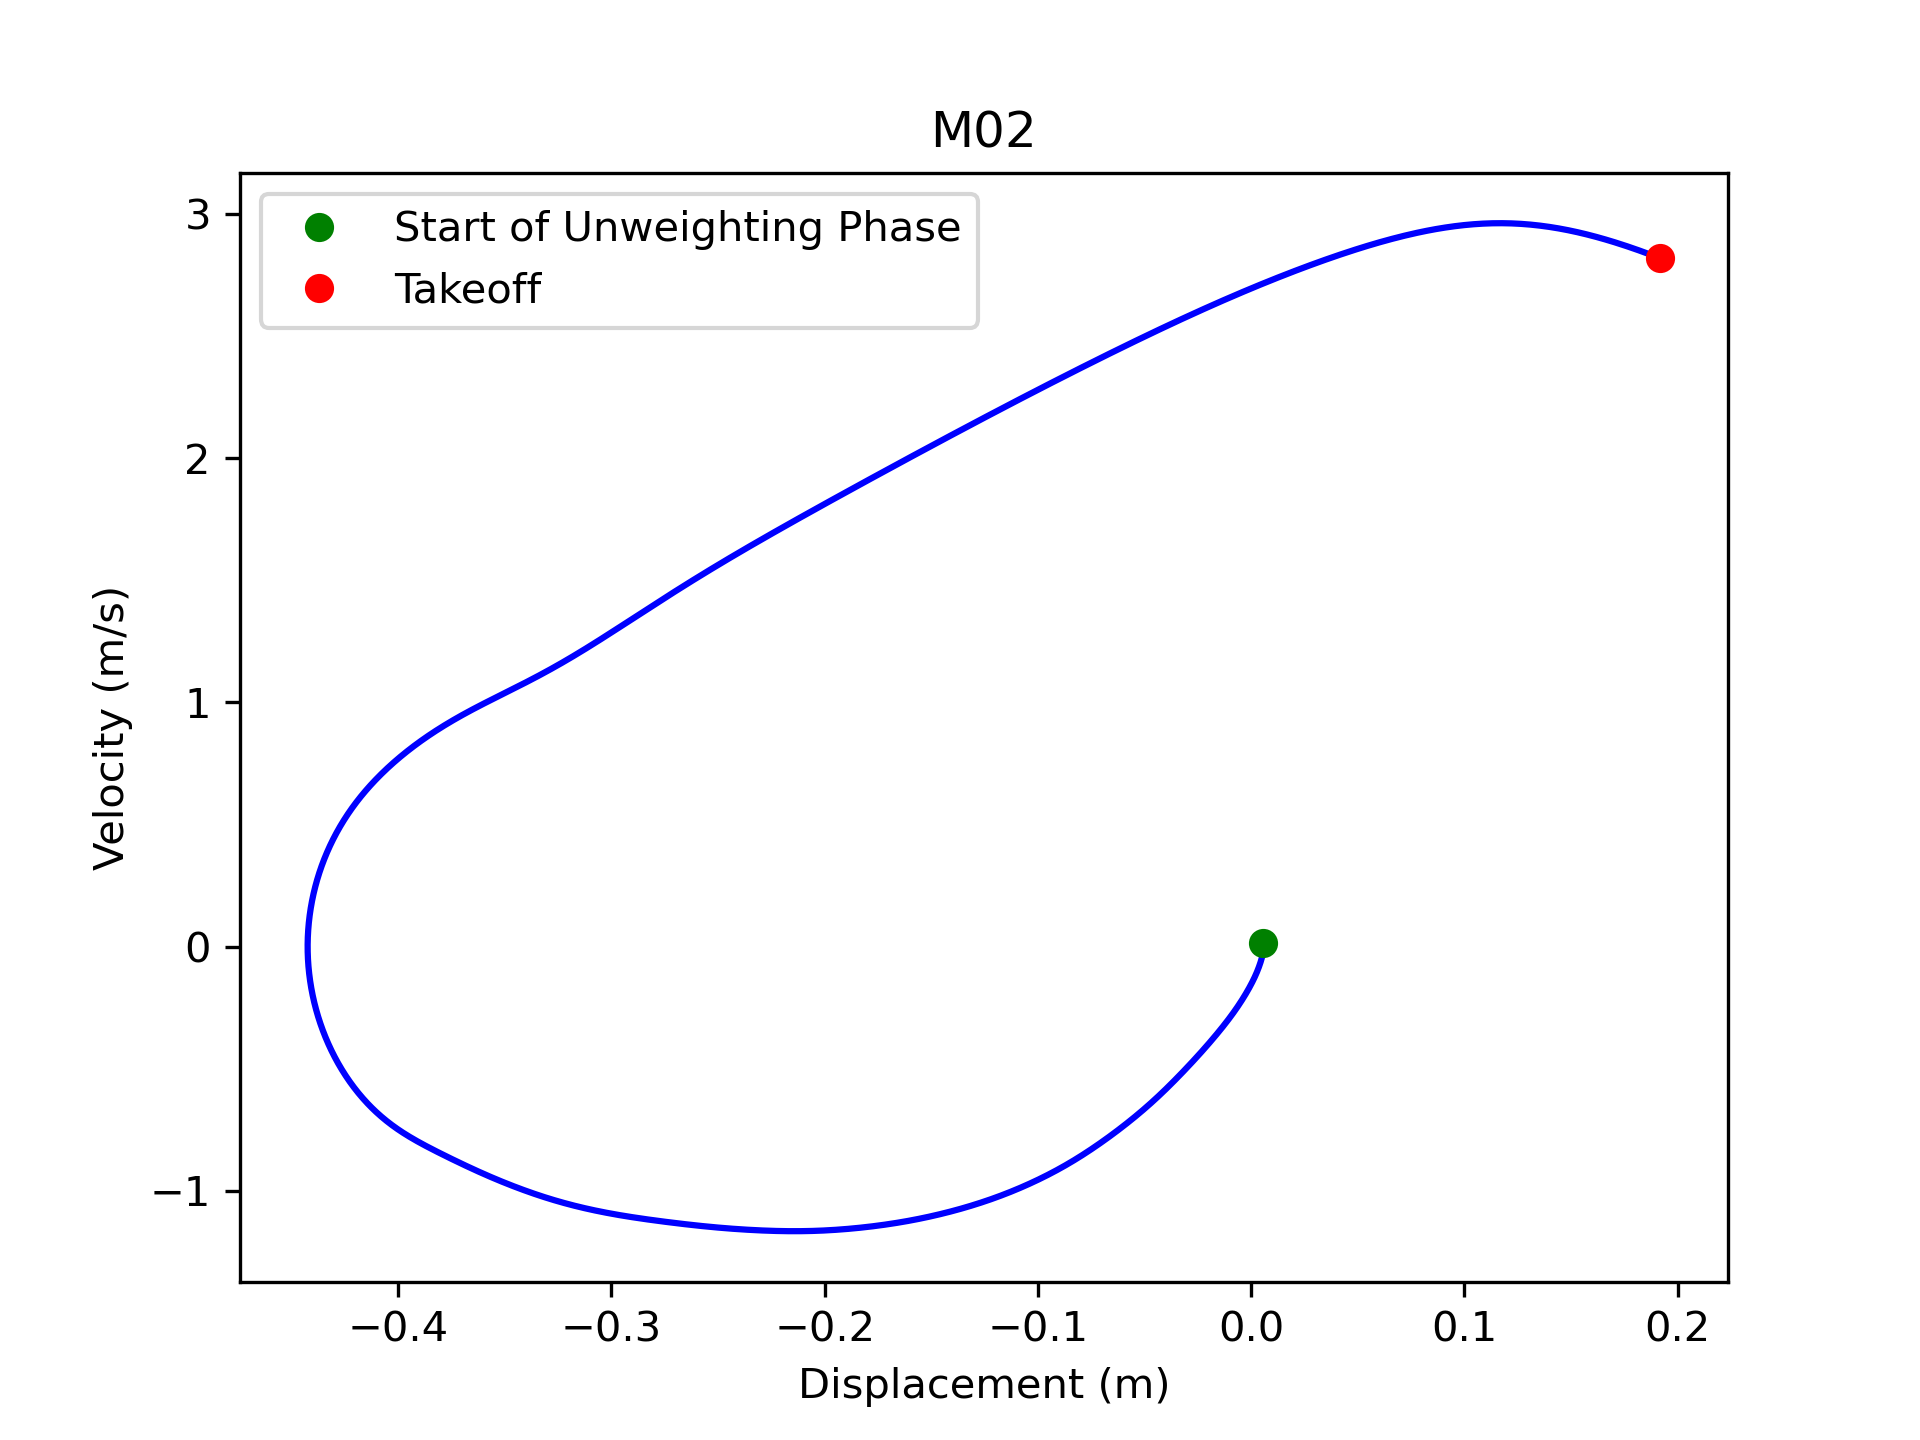 M02
Start of Unweighting Phase
Takeoff
3
2
1
0
−1
Velocity (m/s)
−0.4 −0.3 −0.2 −0.1 0.0 0.1 0.2
Displacement (m)